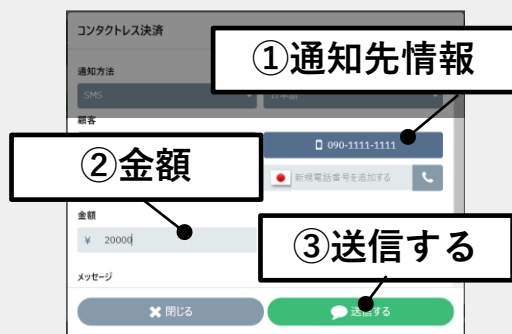 コンタクトレス決済
①通知先情報
通知方法
SMS
日本語
顧客
090-1111-1111
②金額
新規電話番号を追加する
金額
¥ 20000
③送信する
メッセージ
閉じる
送信する